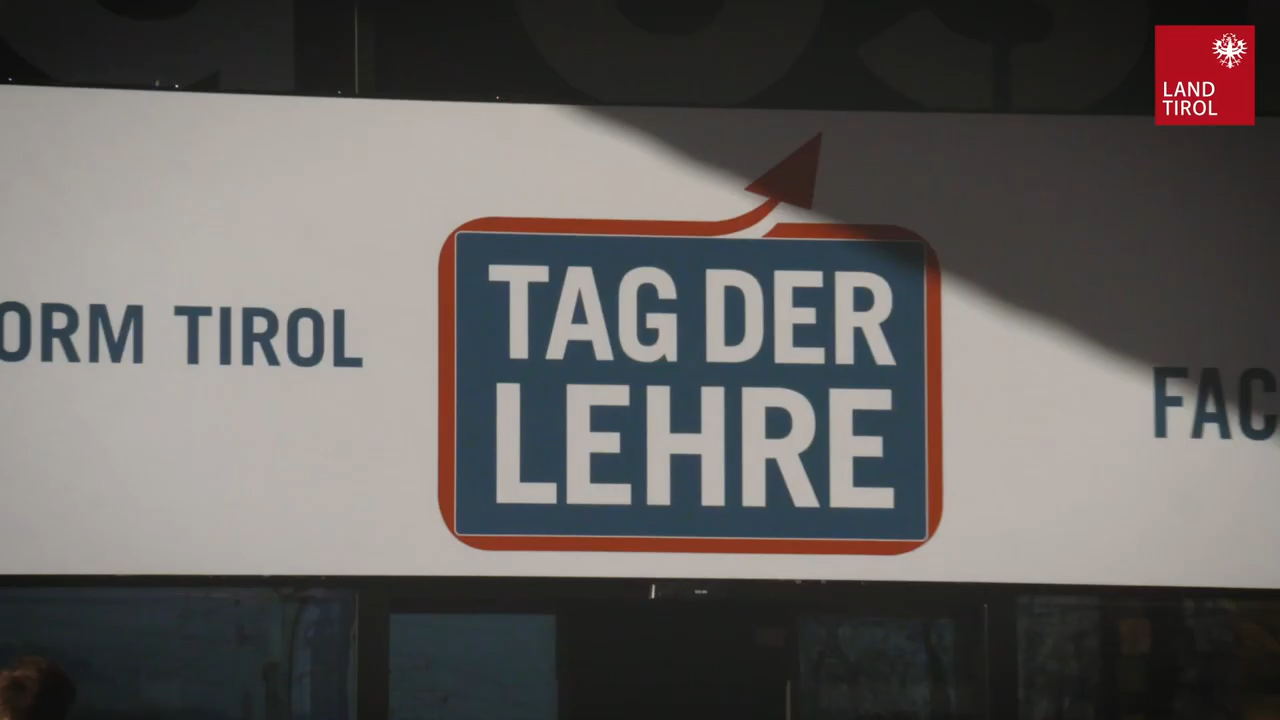 LAND
TIROL
ORM TIROL
TAG DER
LEHRE
FAC